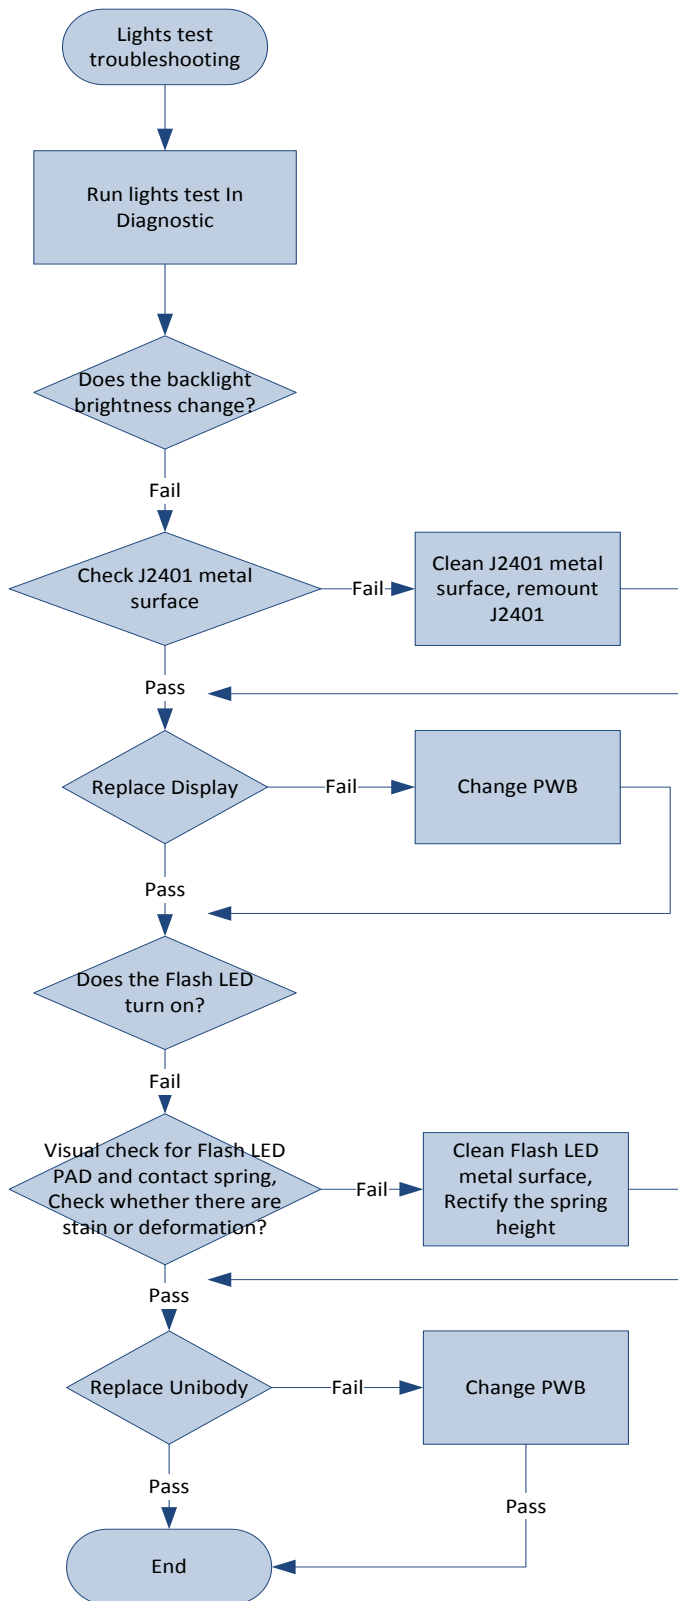 Lights test
troubleshooting
Run lights test In
Diagnostic
Does the backlight
brightness change?
Fail
Check J2401 metal
surface
Fail
Clean J2401 metal
surface, remount
J2401
Pass
Replace Display
Fail
Change PWB
Pass
Does the Flash LED
turn on?
Fail
Visual check for Flash LED
PAD and contact spring,
Check whether there are
stain or deformation?
Fail
Clean Flash LED
metal surface,
Rectify the spring
height
Pass
Replace Unibody
Fail
Change PWB
Pass
Pass
End